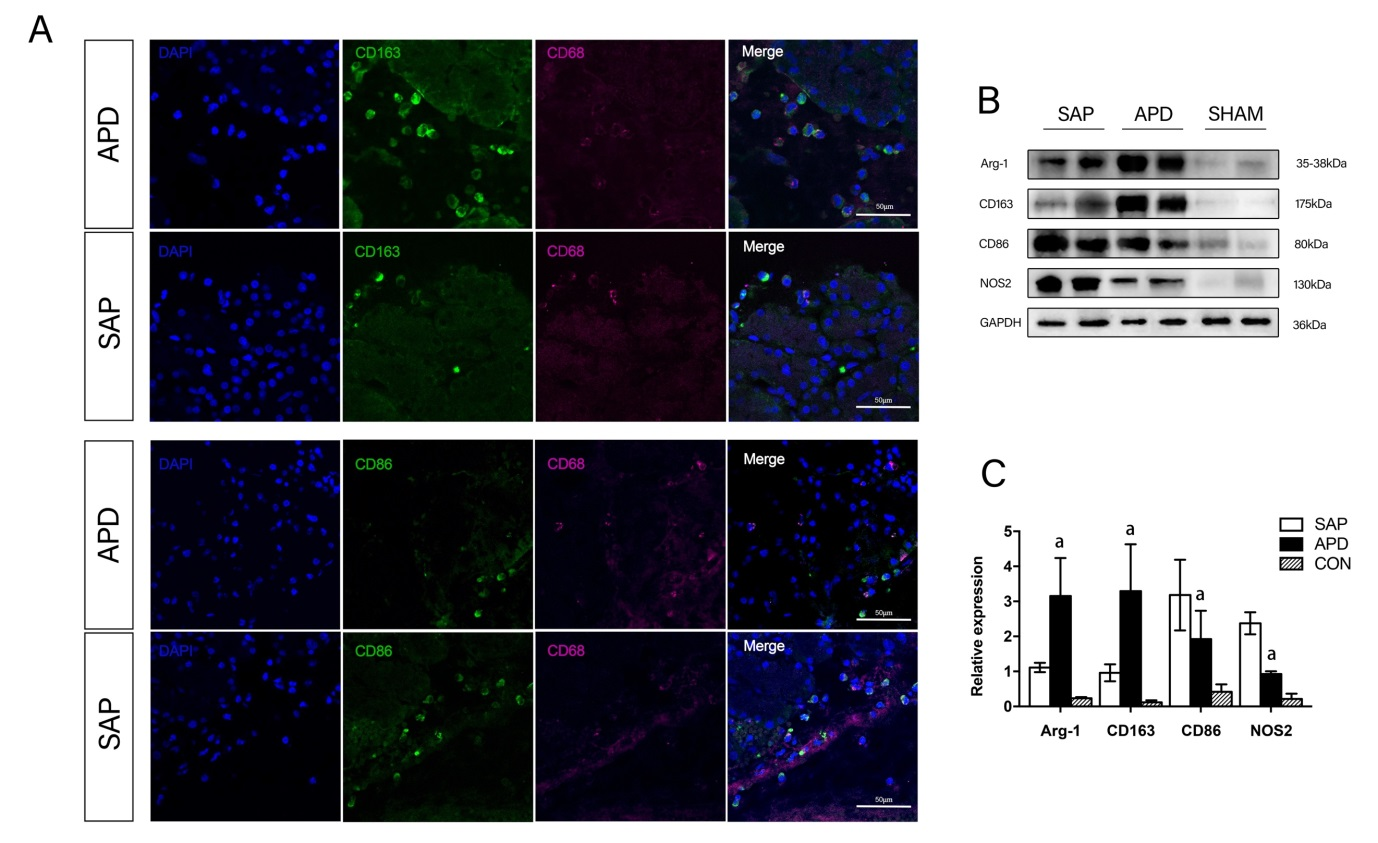 A
APD
DAPI
CD163
CD68
Merge
50μm
SAP
DAPI
CD163
CD68
Merge
50μm
APD
DAPI
CD86
CD68
Merge
50μm
SAP
DAPI
CD86
CD68
Merge
50μm
B
SAP APD SHAM
Arg-1 35-38kDa
CD163 175kDa
CD86 80kDa
NOS2 130kDa
GAPDH 36kDa
C
SAP
APD
CON
Relative expression
5
4
3
2
1
0
a
a
a
a
Arg-1 CD163 CD86 NOS2